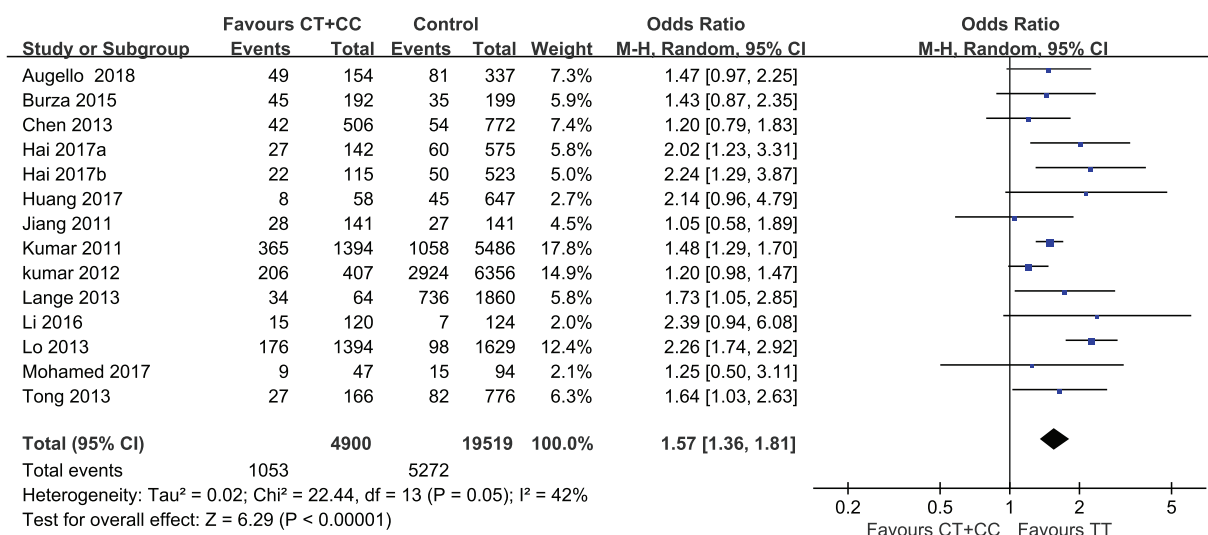 Favours CT+CC Control Odds Ratio Odds Ratio
Study or Subgroup Events Total Events Total Weight M-H, Random, 95% CI M-H, Random, 95% CI
Augello 2018 49 154 81 337 7.3% 1.47 [0.97, 2.25]
Burza 2015 45 192 35 199 5.9% 1.43 [0.87, 2.35]
Chen 2013 42 506 54 772 7.4% 1.20 [0.79, 1.83]
Hai 2017a 27 142 60 575 5.8% 2.02 [1.23, 3.31]
Hai 2017b 22 115 50 523 5.0% 2.24 [1.29, 3.87]
Huang 2017 8 58 45 647 2.7% 2.14 [0.96, 4.79]
Jiang 2011 28 141 27 141 4.5% 1.05 [0.58, 1.89]
Kumar 2011 365 1394 1058 5486 17.8% 1.48 [1.29, 1.70]
kumar 2012 206 407 2924 6356 14.9% 1.20 [0.98, 1.47]
Lange 2013 34 64 736 1860 5.8% 1.73 [1.05, 2.85]
Li 2016 15 120 7 124 2.0% 2.39 [0.94, 6.08]
Lo 2013 176 1394 98 1629 12.4% 2.26 [1.74, 2.92]
Mohamed 2017 9 47 15 94 2.1% 1.25 [0.50, 3.11]
Tong 2013 27 166 82 776 6.3% 1.64 [1.03, 2.63]
Total (95% CI) 4900 19519 100.0% 1.57 [1.36, 1.81]
Total events 1053 5272
Heterogeneity: Tau² = 0.02; Chi² = 22.44, df = 13 (P = 0.05); I² = 42%
Test for overall effect: Z = 6.29 (P < 0.00001)
0.2 0.5 1 2 5
Favours CT+CC Favours TT